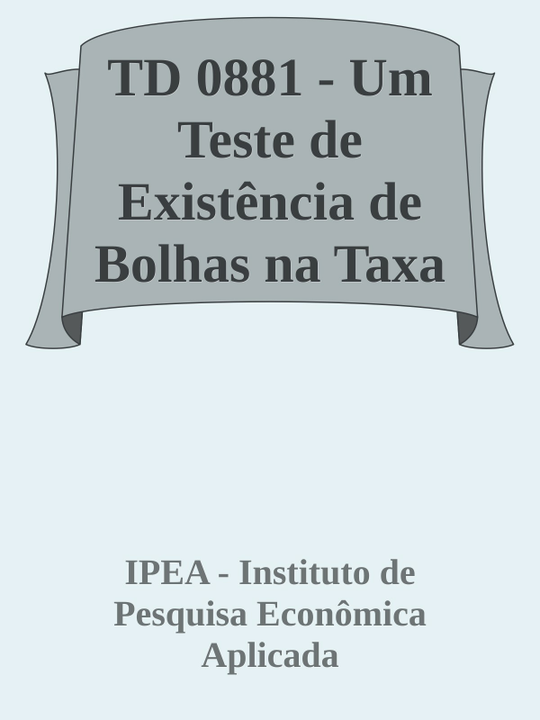 TD 0881 - Um
Teste de
Existência de
Bolhas na Taxa
IPEA - Instituto de
Pesquisa Econômica
Aplicada